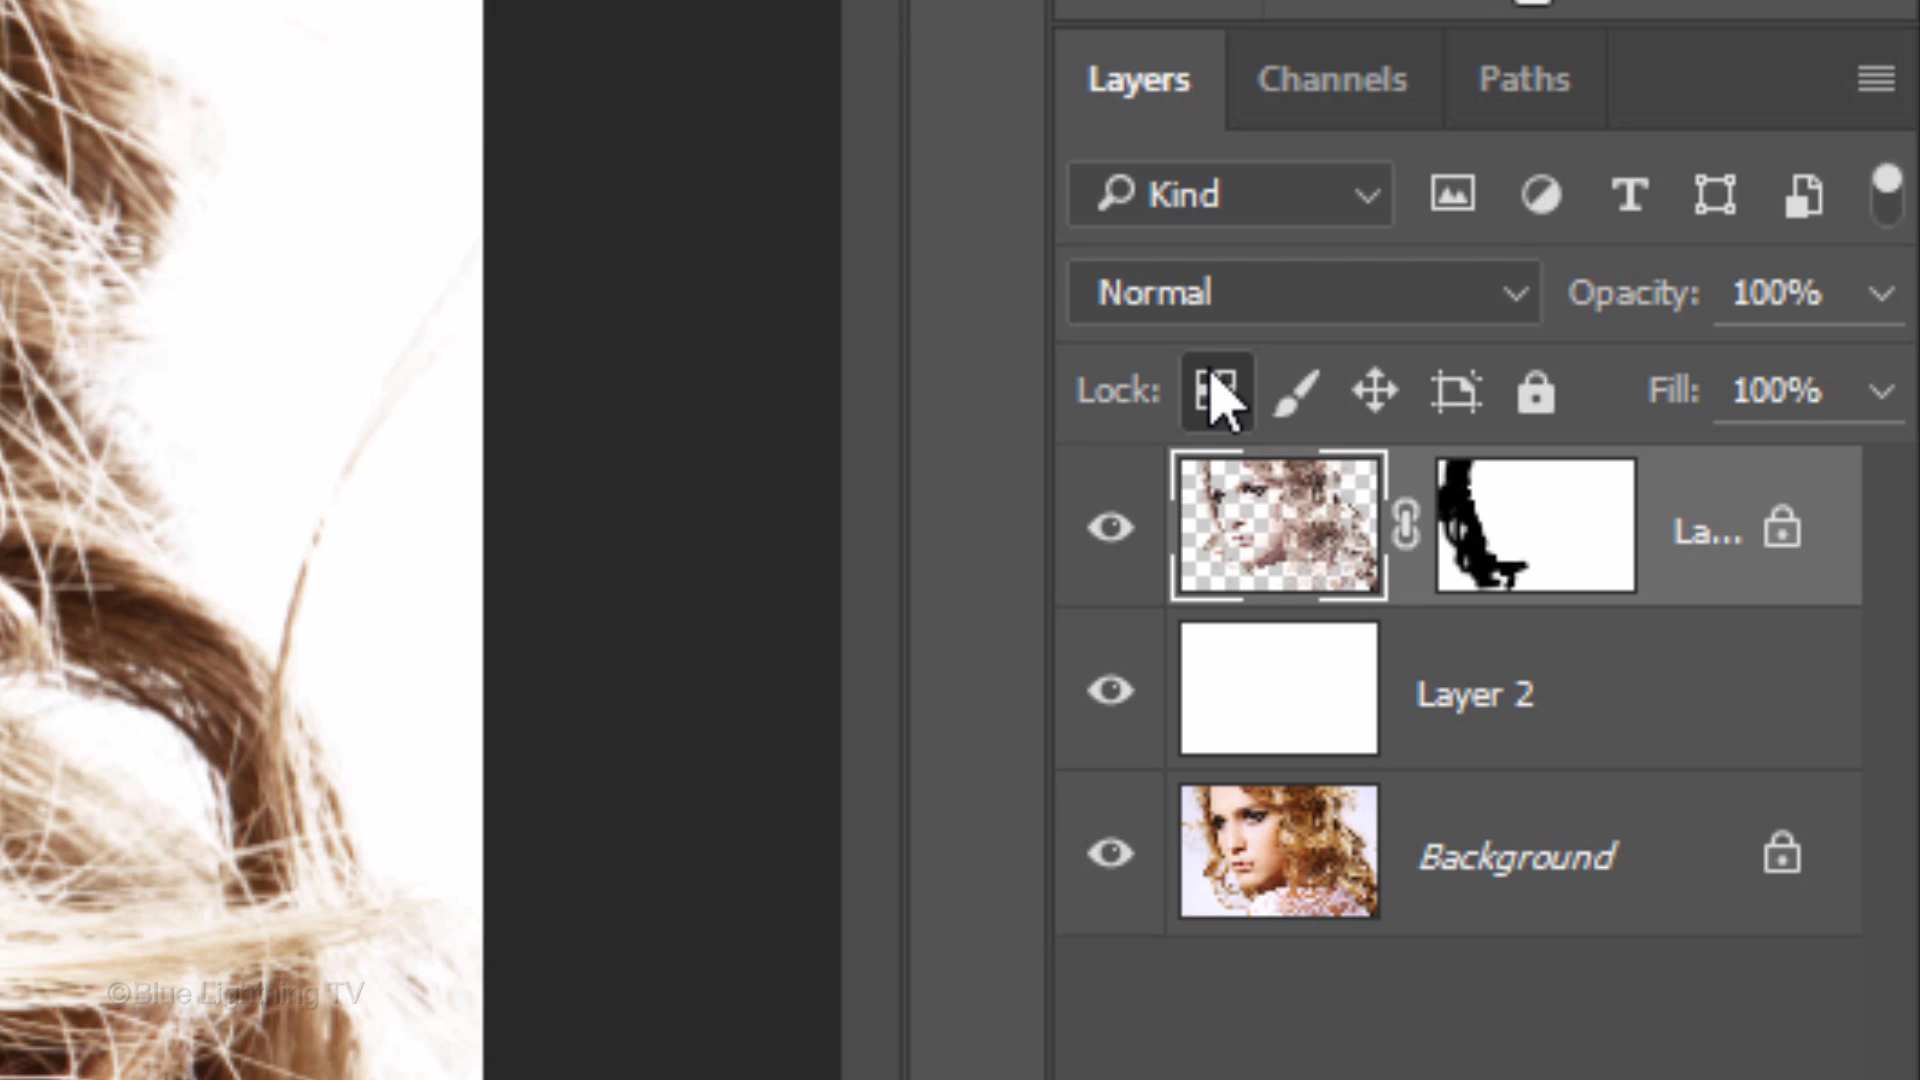 Layers Channels Paths
Kind T
Normal Opacity: 100%
Lock: Fill: 100%
La...
Layer 2
Background
©Blue Lightning TV